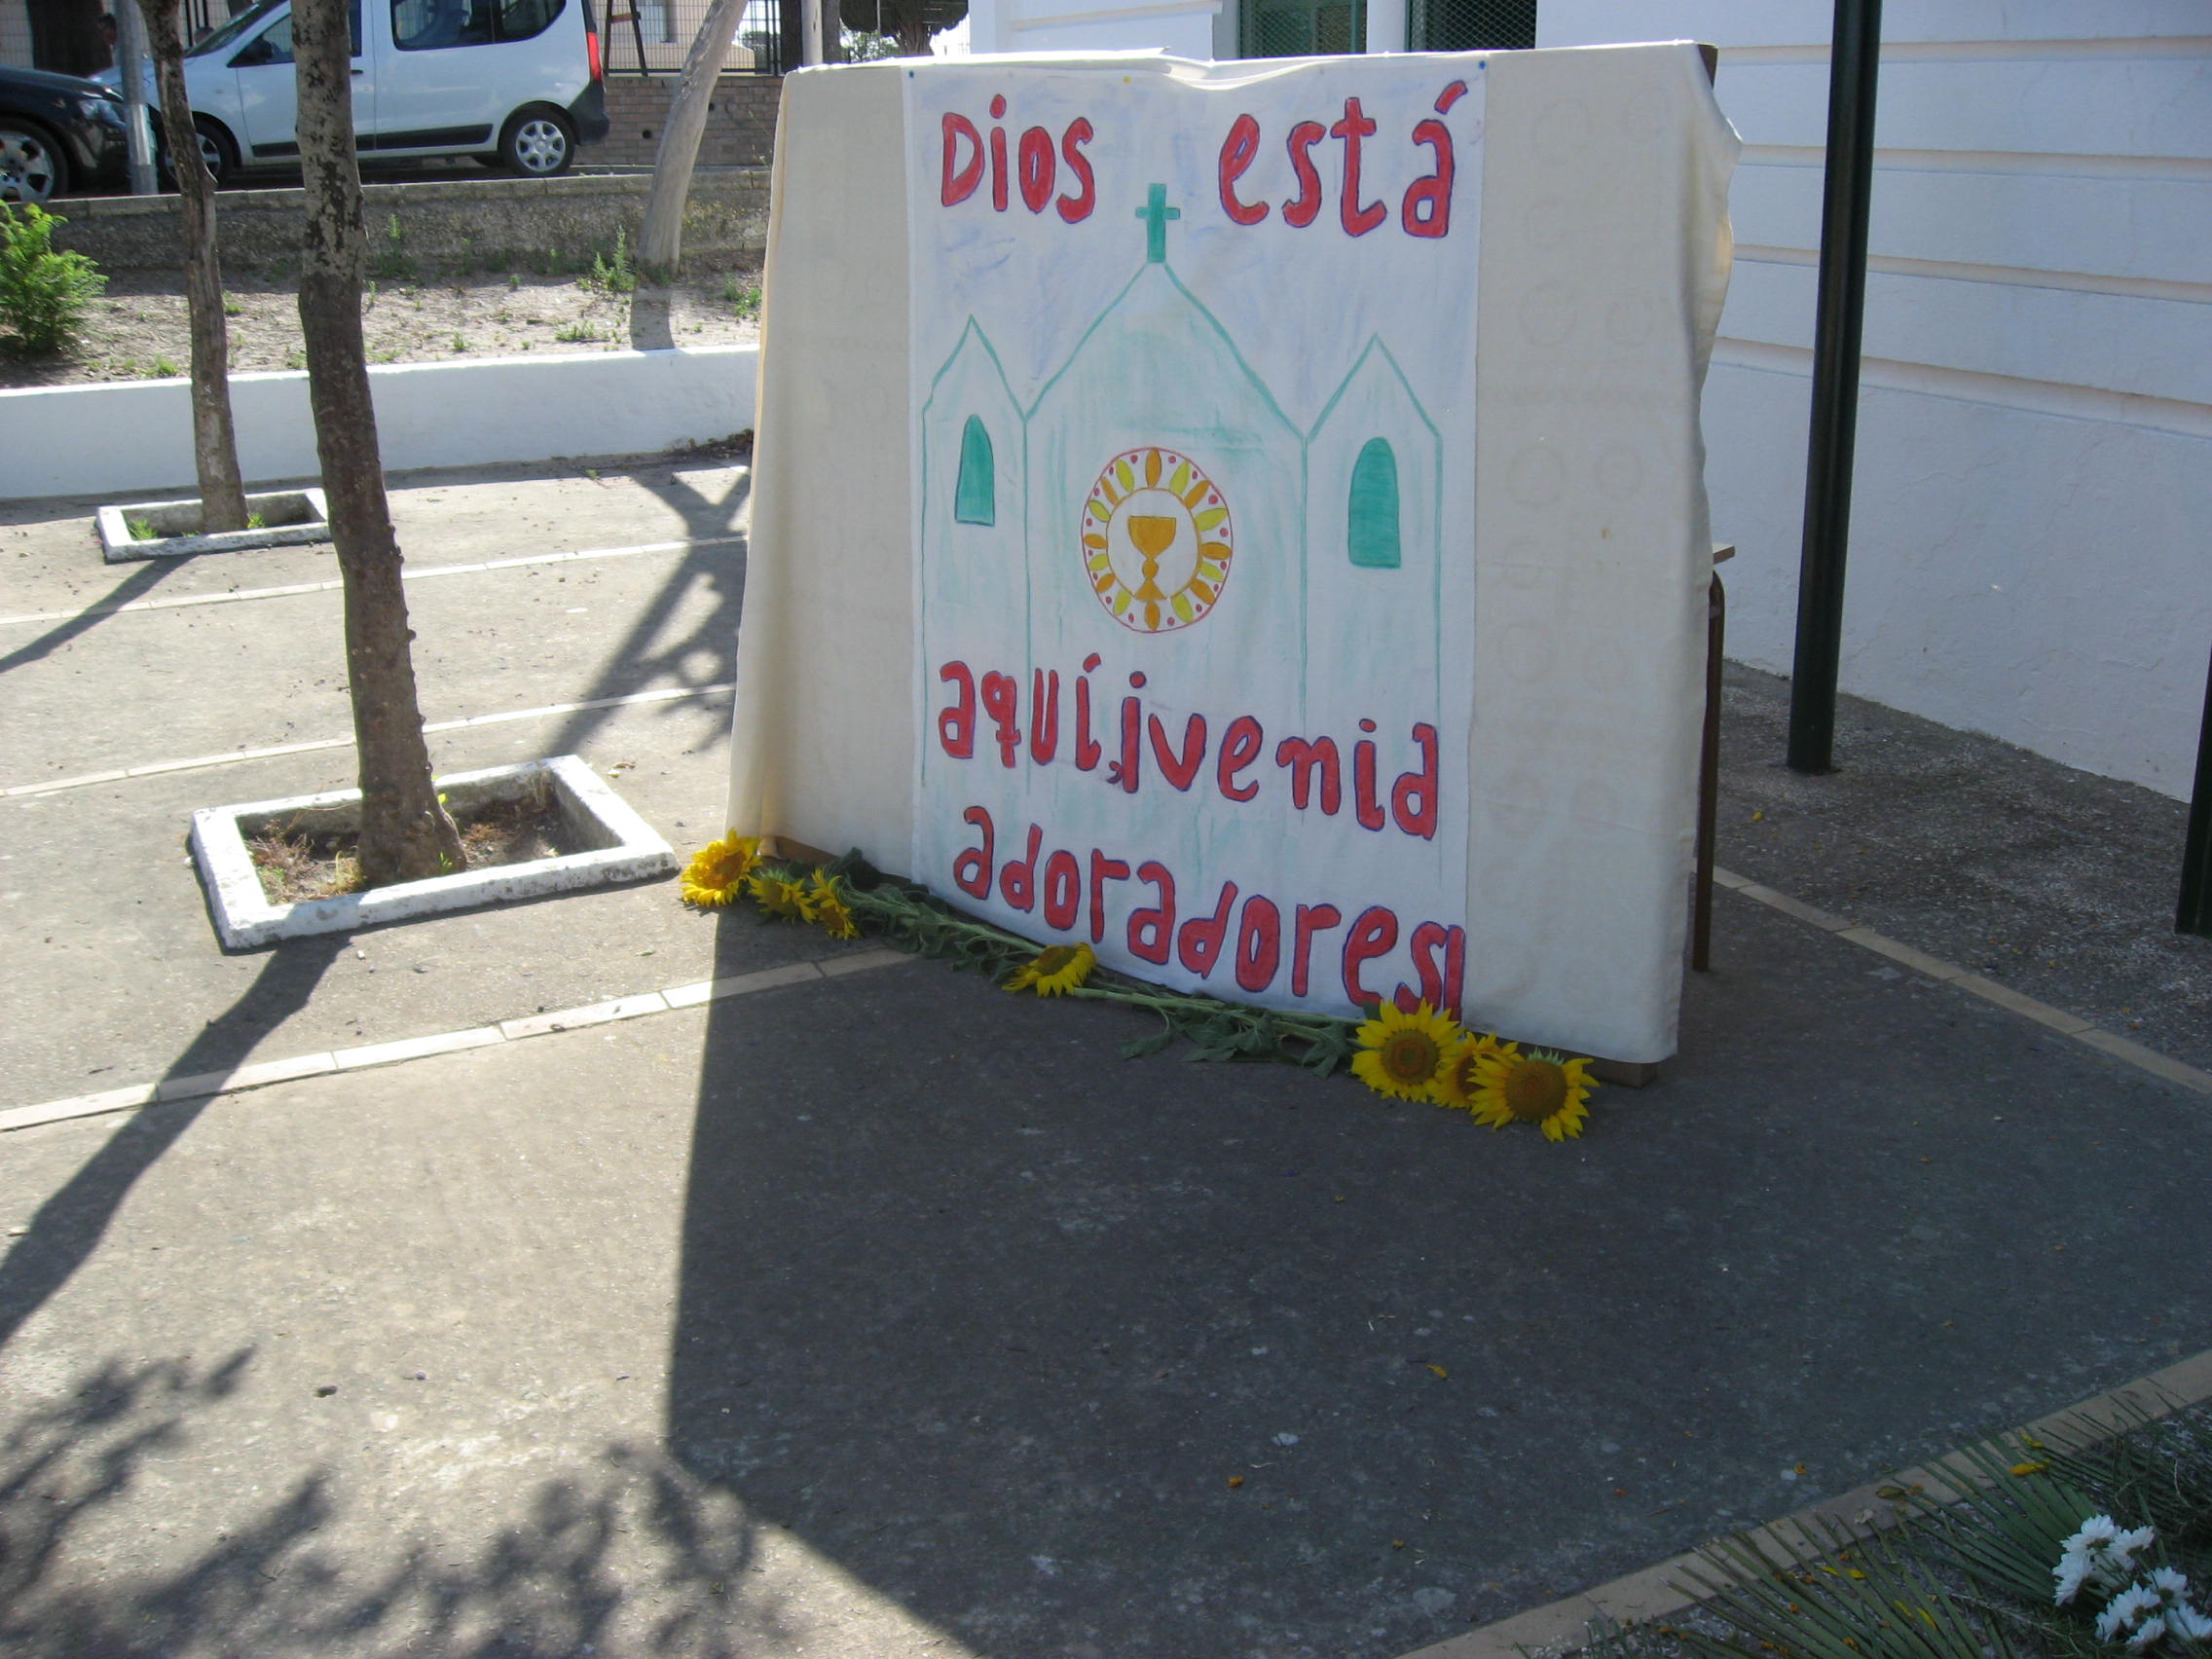 Dios está
aquí, ¡venid
adoradores!